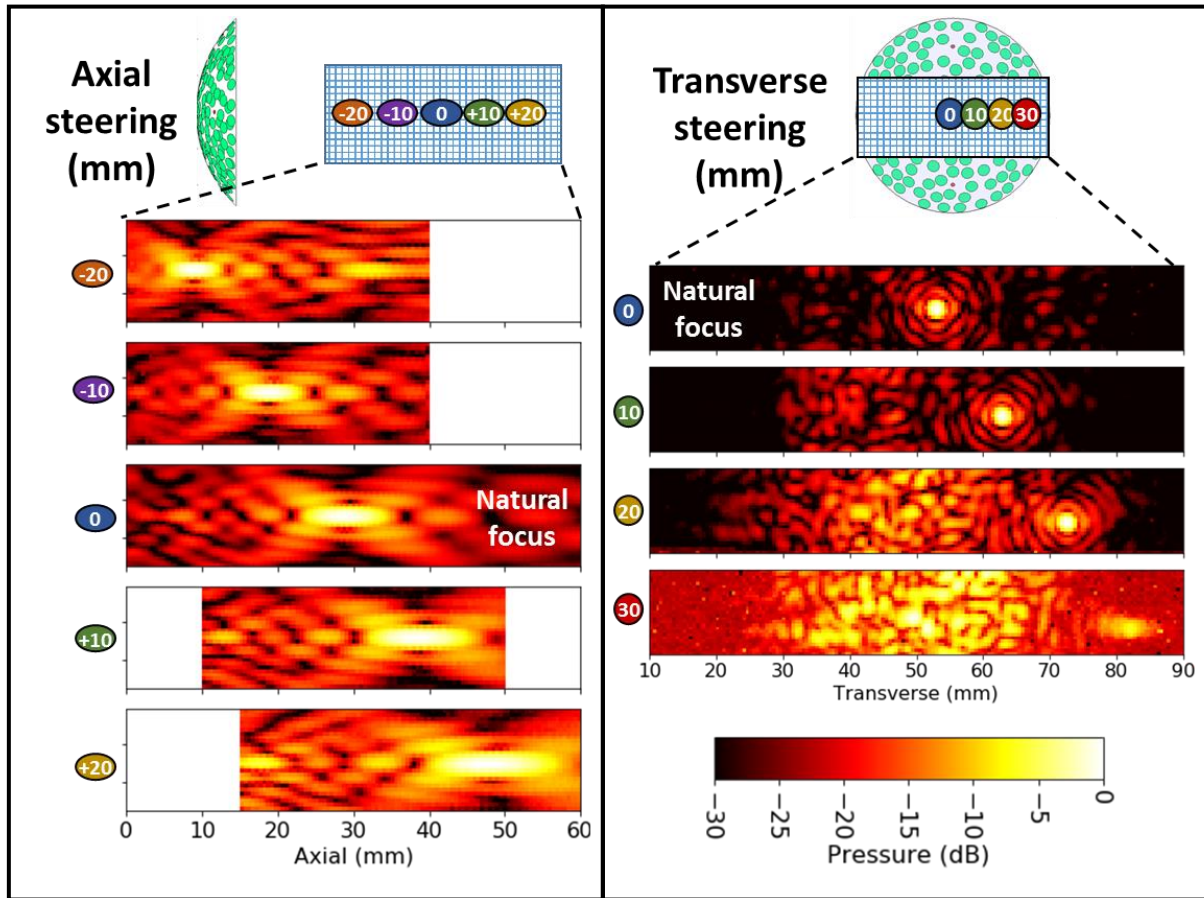 Axial
steering
(mm)
-20 -10 0 +10 +20
-20
-10
0
Natural
focus
+10
+20
0 10 20 30 40 50 60
Axial (mm)
Transverse
steering
(mm)
0 10 20 30
0
Natural
focus
10
20
30
10 20 30 40 50 60 70 80 90
Transverse (mm)
−30 −25 −20 −15 −10 −5 0
Pressure (dB)